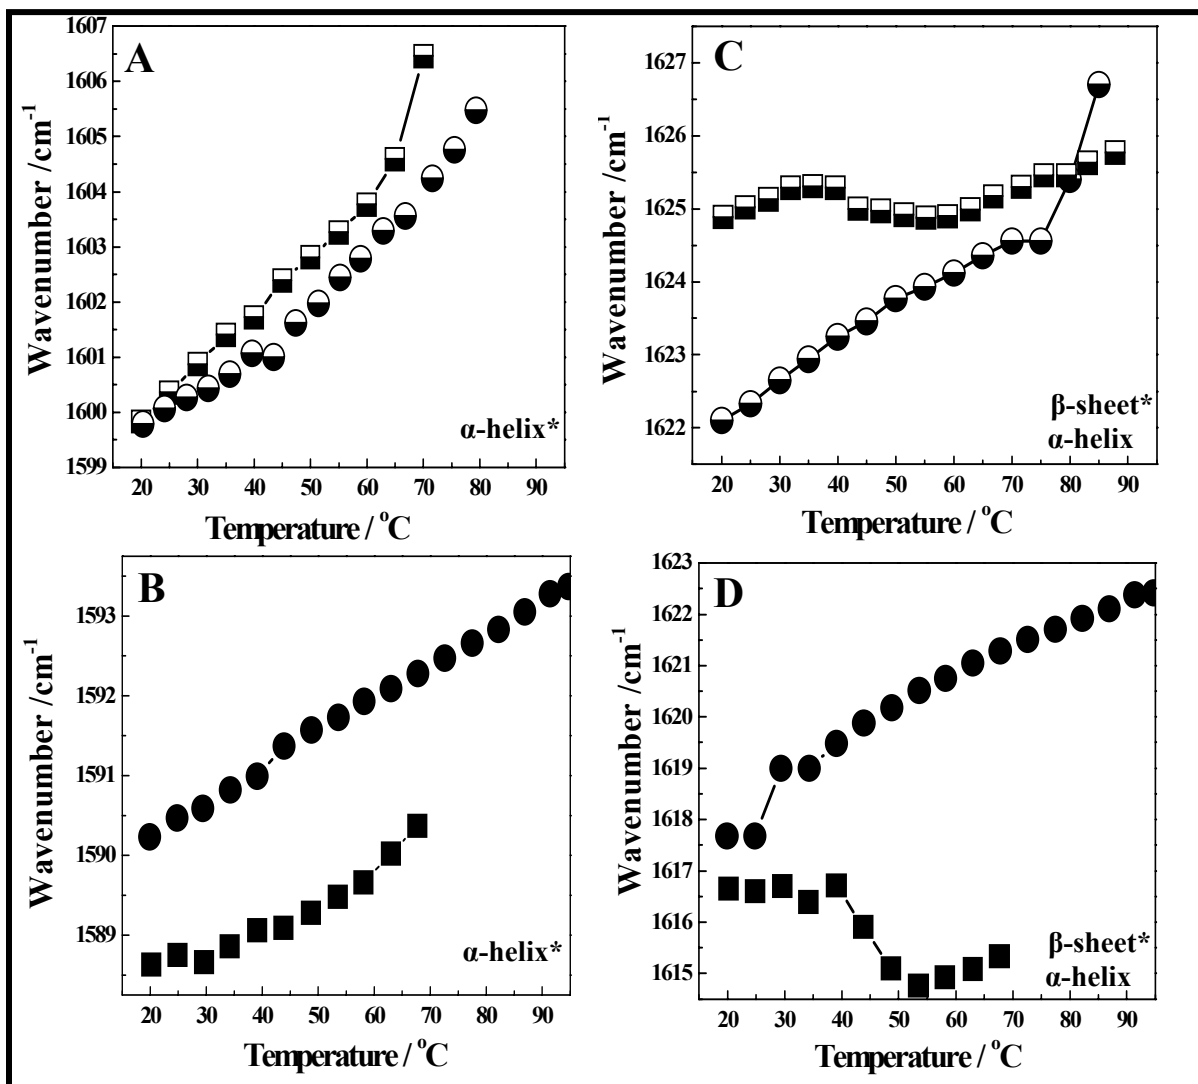 A
Wavenumber /cm-1
1607
1606
1605
1604
1603
1602
1601
1600
1599
α-helix*
20 30 40 50 60 70 80 90
Temperature / oC
C
Wavenumber /cm-1
1627
1626
1625
1624
1623
1622
β-sheet*
α-helix
20 30 40 50 60 70 80 90
Temperature / oC
B
Wavenumber /cm-1
1593
1592
1591
1590
1589
α-helix*
20 30 40 50 60 70 80 90
Temperature / oC
D
Wavenumber /cm-1
1623
1622
1621
1620
1619
1618
1617
1616
1615
β-sheet*
α-helix
20 30 40 50 60 70 80 90
Temperature / oC